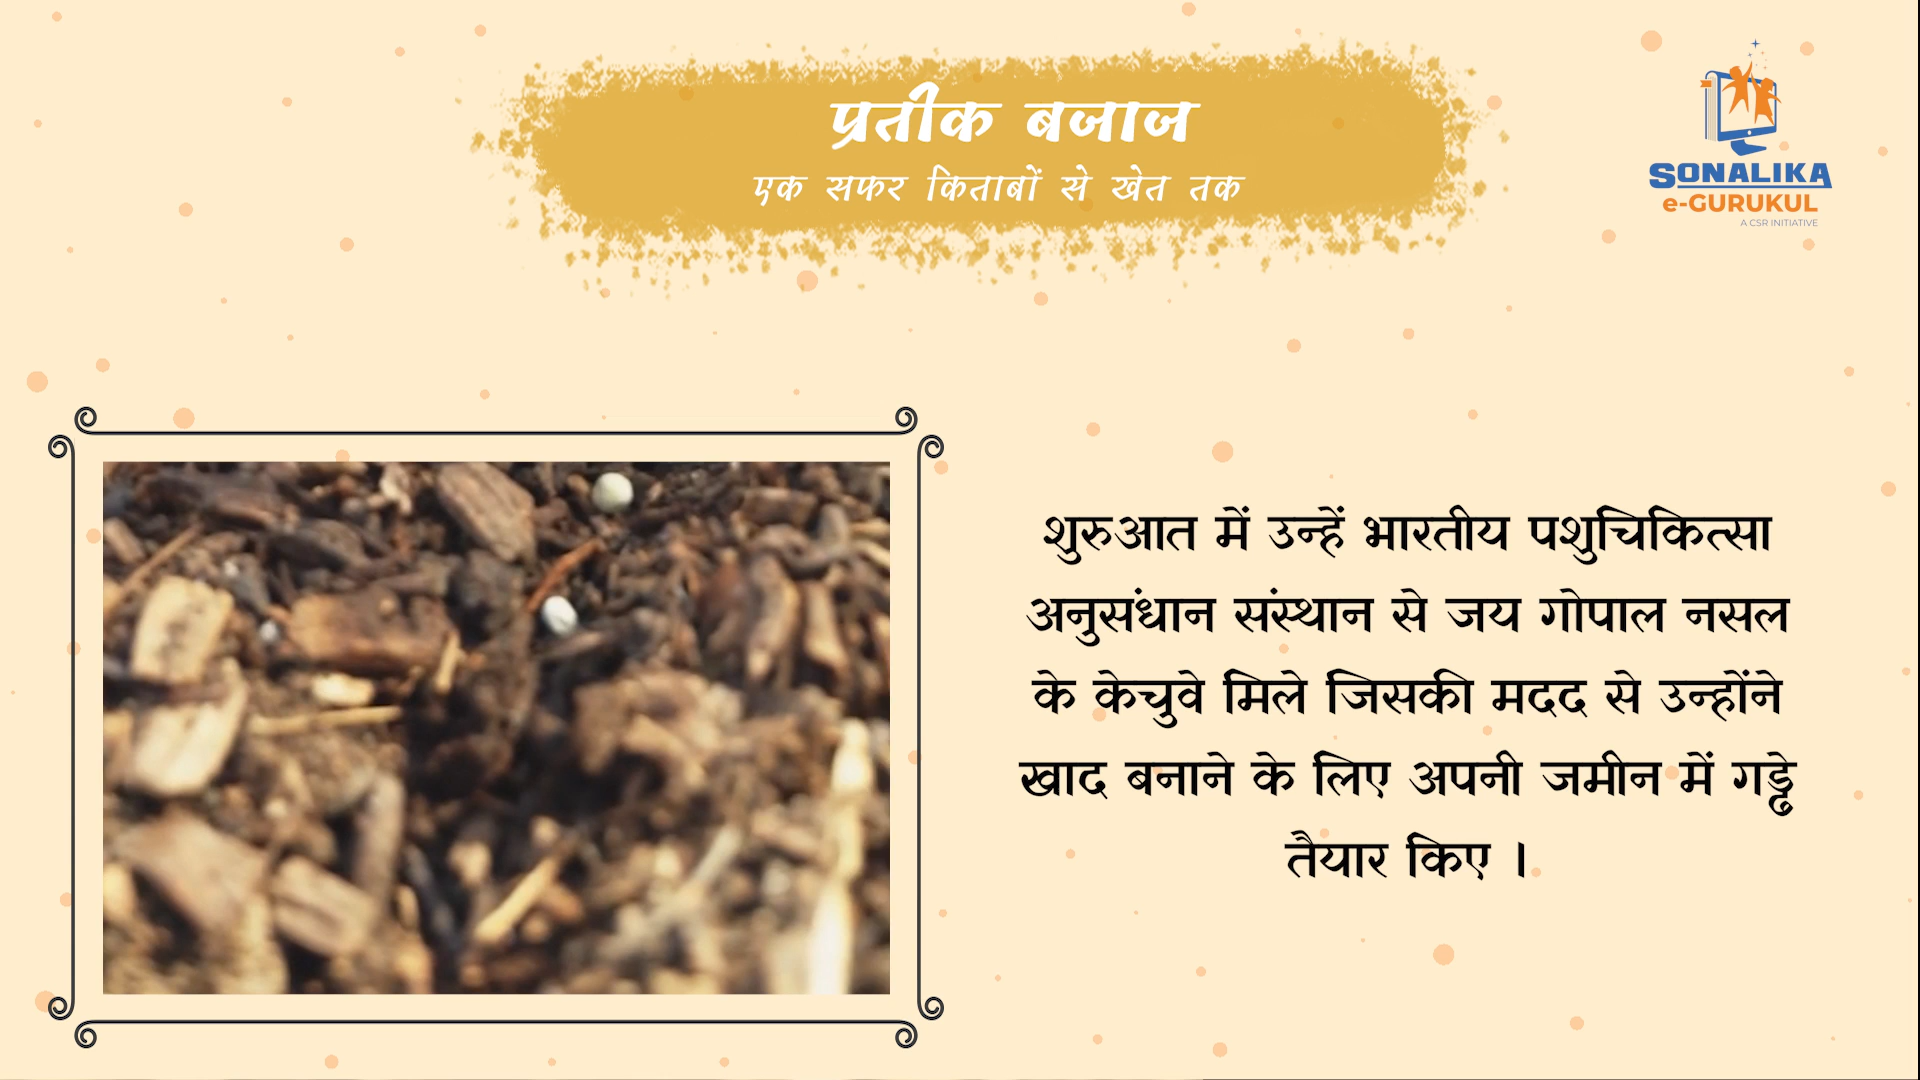 प्रतीक बजाज
एक सफर किताबों से खेत तक
SONALIKA
e-GURUKUL
A CSR INITIATIVE
शुरुआत में उन्हें भारतीय पशुचिकित्सा
अनुसंधान संस्थान से जय गोपाल नसल
के केचुवे मिले जिसकी मदद से उन्होंने
खाद बनाने के लिए अपनी जमीन में गड्ढे
तैयार किए ।